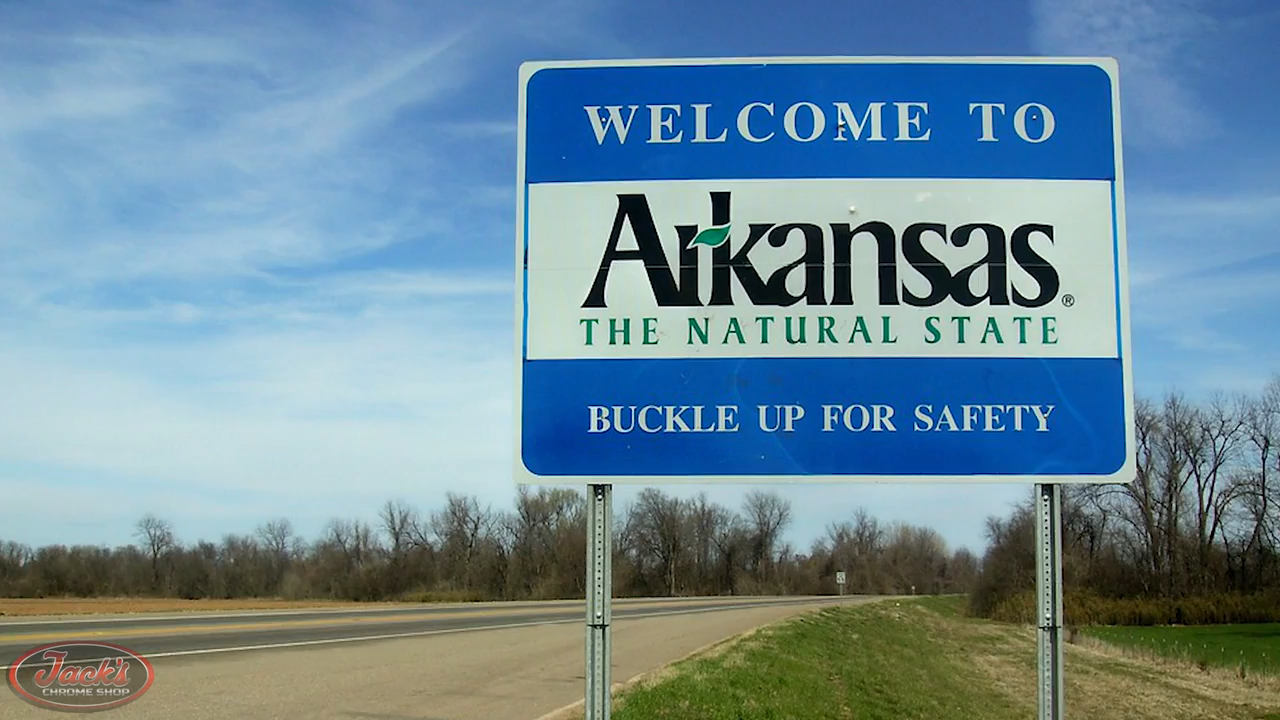 WELCOME TO
Arkansas®
THE NATURAL STATE
BUCKLE UP FOR SAFETY
Jack's
CHROME SHOP